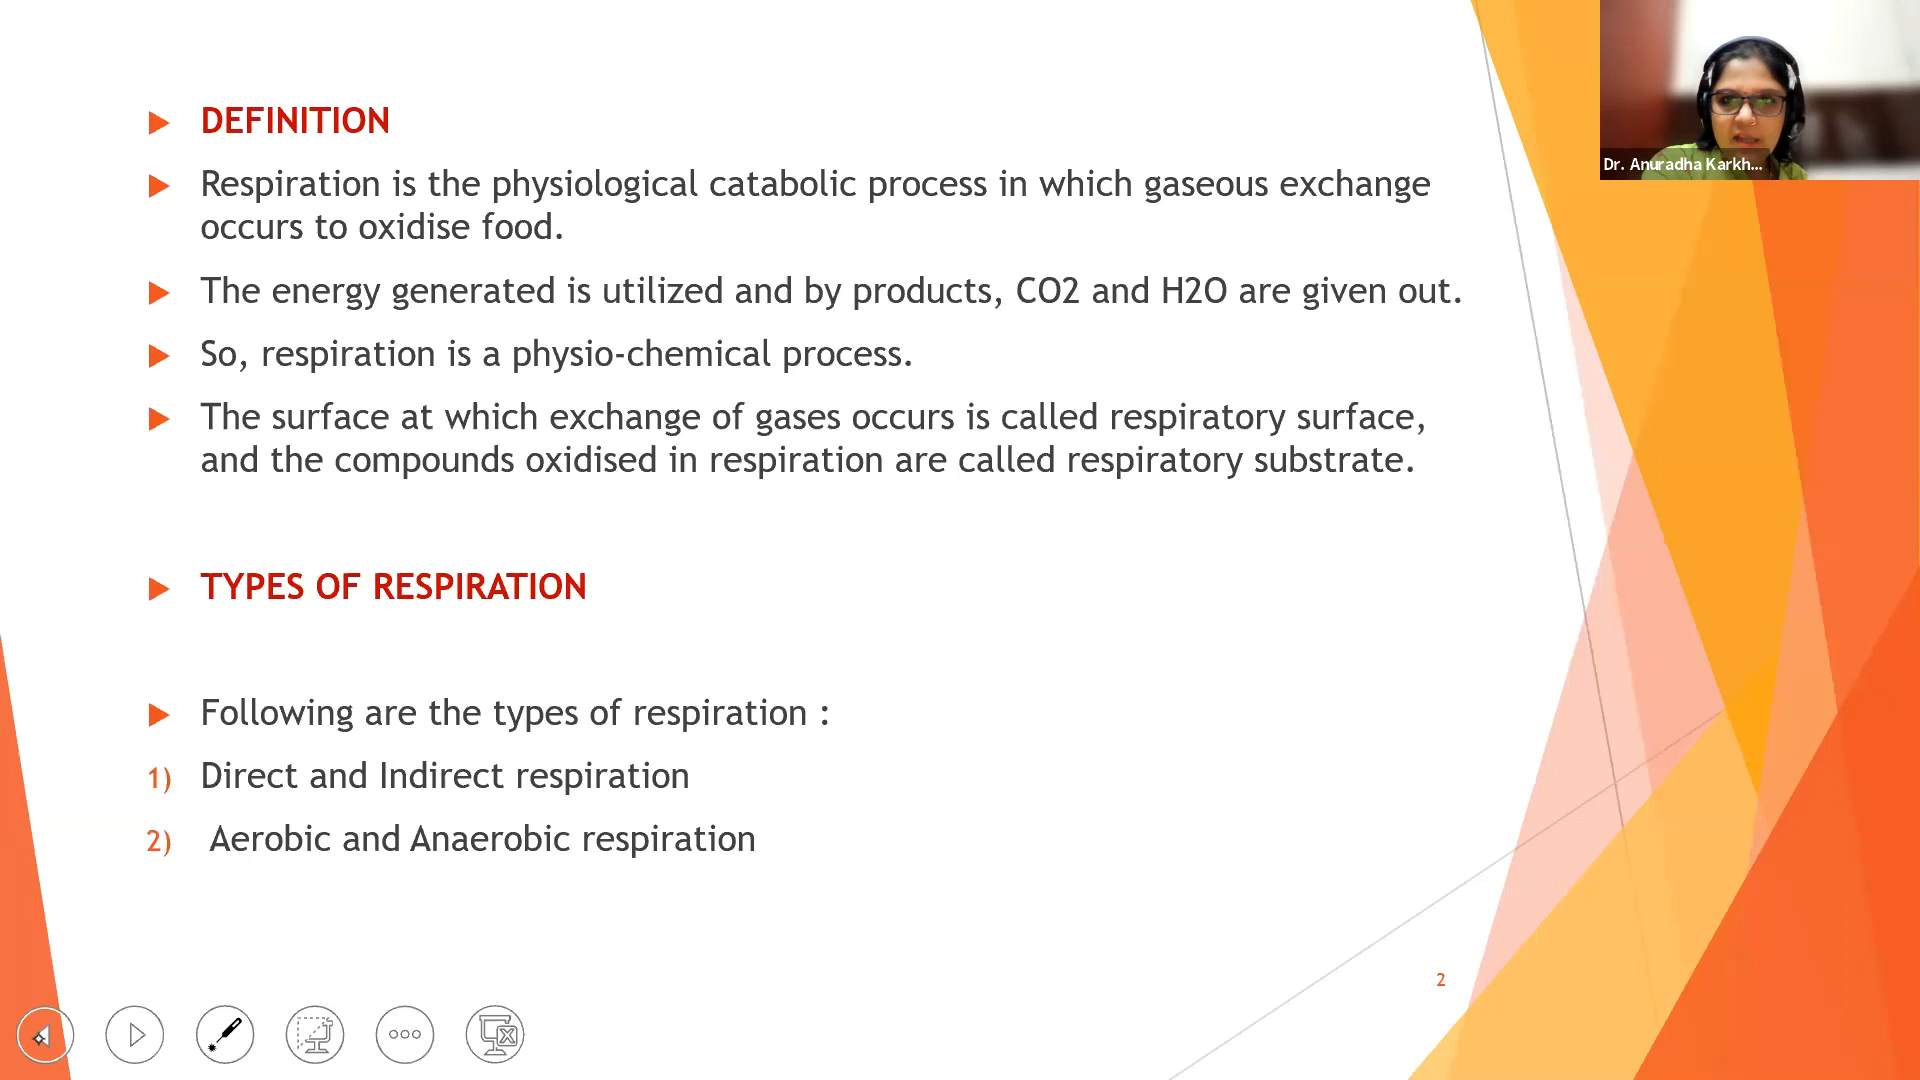 DEFINITION
Respiration is the physiological catabolic process in which gaseous exchange
occurs to oxidise food.
The energy generated is utilized and by products, CO2 and H2O are given out.
So, respiration is a physio-chemical process.
The surface at which exchange of gases occurs is called respiratory surface,
and the compounds oxidised in respiration are called respiratory substrate.
TYPES OF RESPIRATION
Following are the types of respiration :
1) Direct and Indirect respiration
2) Aerobic and Anaerobic respiration
2
Dr. Anuradha Karkh...